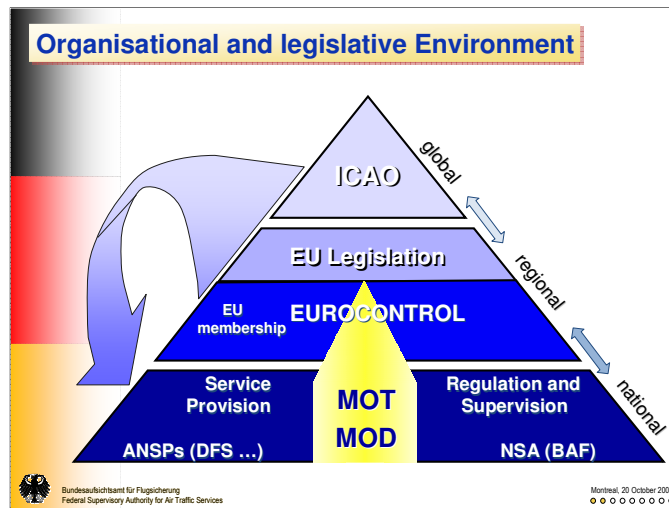 Organisational and legislative Environment
ICAO
global
EU Legislation
regional
EU
membership
EUROCONTROL
national
Service
Provision
MOT
MOD
Regulation and
Supervision
ANSPs (DFS ...)
NSA (BAF)
Bundesaufsichtsamt für Flugsicherung
Federal Supervisory Authority for Air Traffic Services
Montreal, 20 October 200